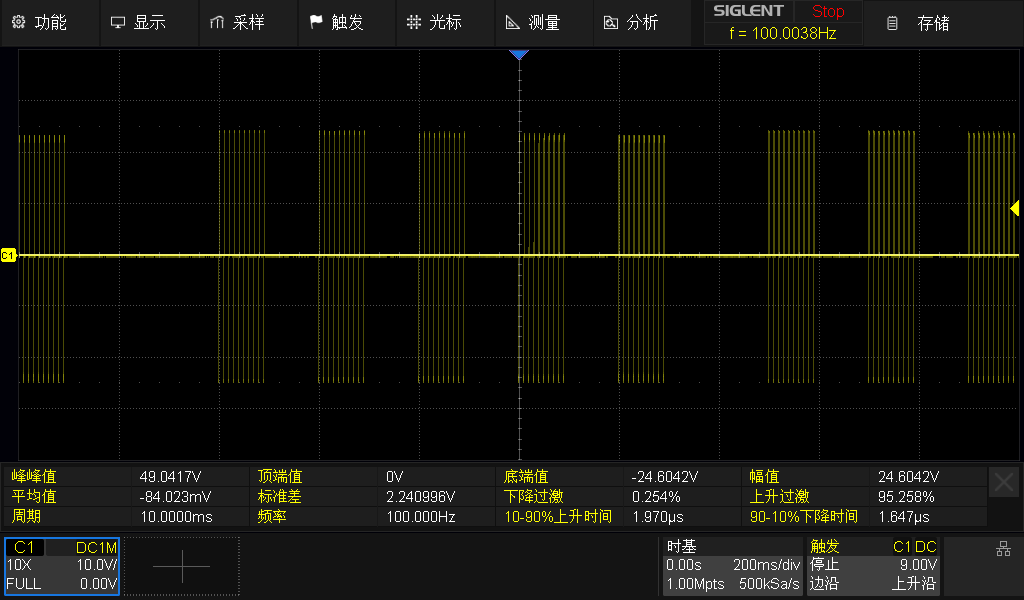 功能 显示 采样 触发 光标 测量 分析 SIGLENT Stop 存储
f = 100.0038Hz
C1
峰峰值 49.0417V 顶端值 0V 底端值 -24.6042V 幅值 24.6042V
平均值 -84.023mV 标准差 2.240996V 下降过激 0.254% 上升过激 95.258%
周期 10.0000ms 频率 100.000Hz 10-90%上升时间 1.970µs 90-10%下降时间 1.647µs
C1 DC1M 时基 触发 C1 DC
10X 10.0V/ 0.00s 200ms/div 停止 9.00V
FULL 0.00V 1.00Mpts 500kSa/s 边沿 上升沿